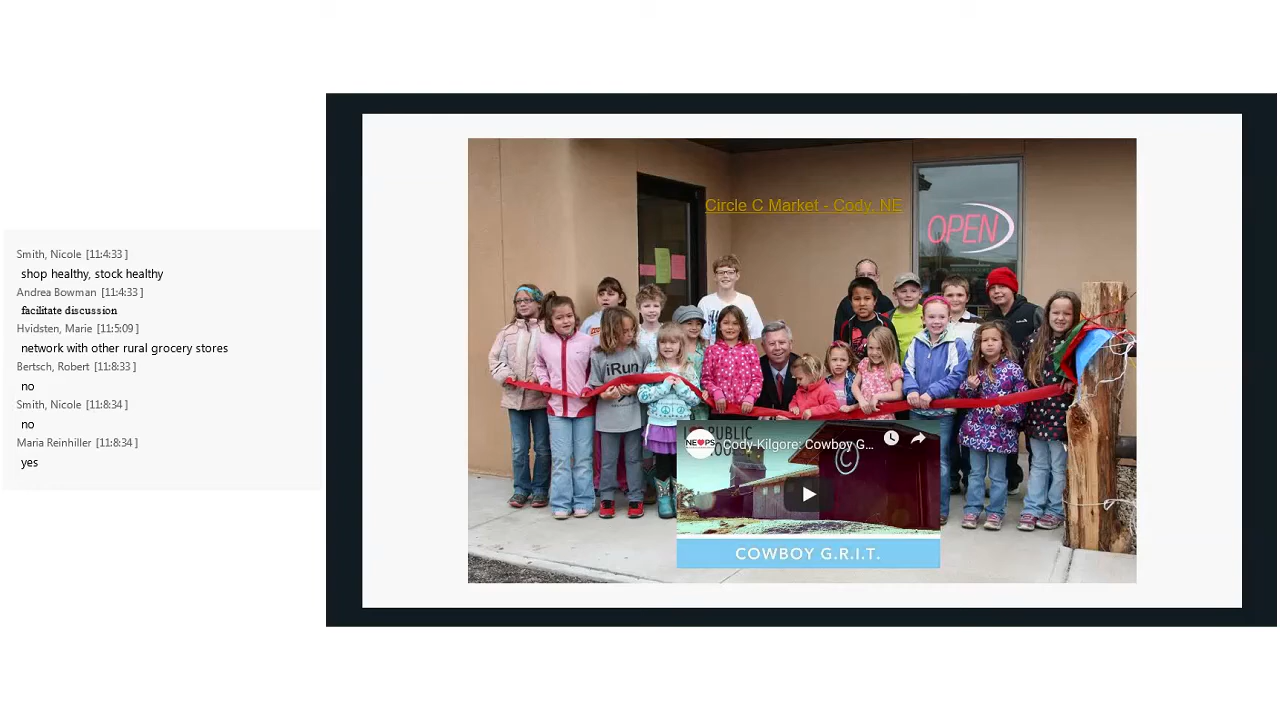 Smith, Nicole [11:4:33 ]
shop healthy, stock healthy
Andrea Bowman [11:4:33 ]
facilitate discussion
Hvidsten, Marie [11:5:09 ]
network with other rural grocery stores
Bertsch, Robert [11:8:33 ]
no
Smith, Nicole [11:8:34 ]
no
Maria Reinhiller [11:8:34 ]
yes
Circle C Market - Cody, NE
OPEN
iRun
PUBLIC
NE♥PS
Cody-Kilgore: Cowboy G...
©
COWBOY G.R.I.T.